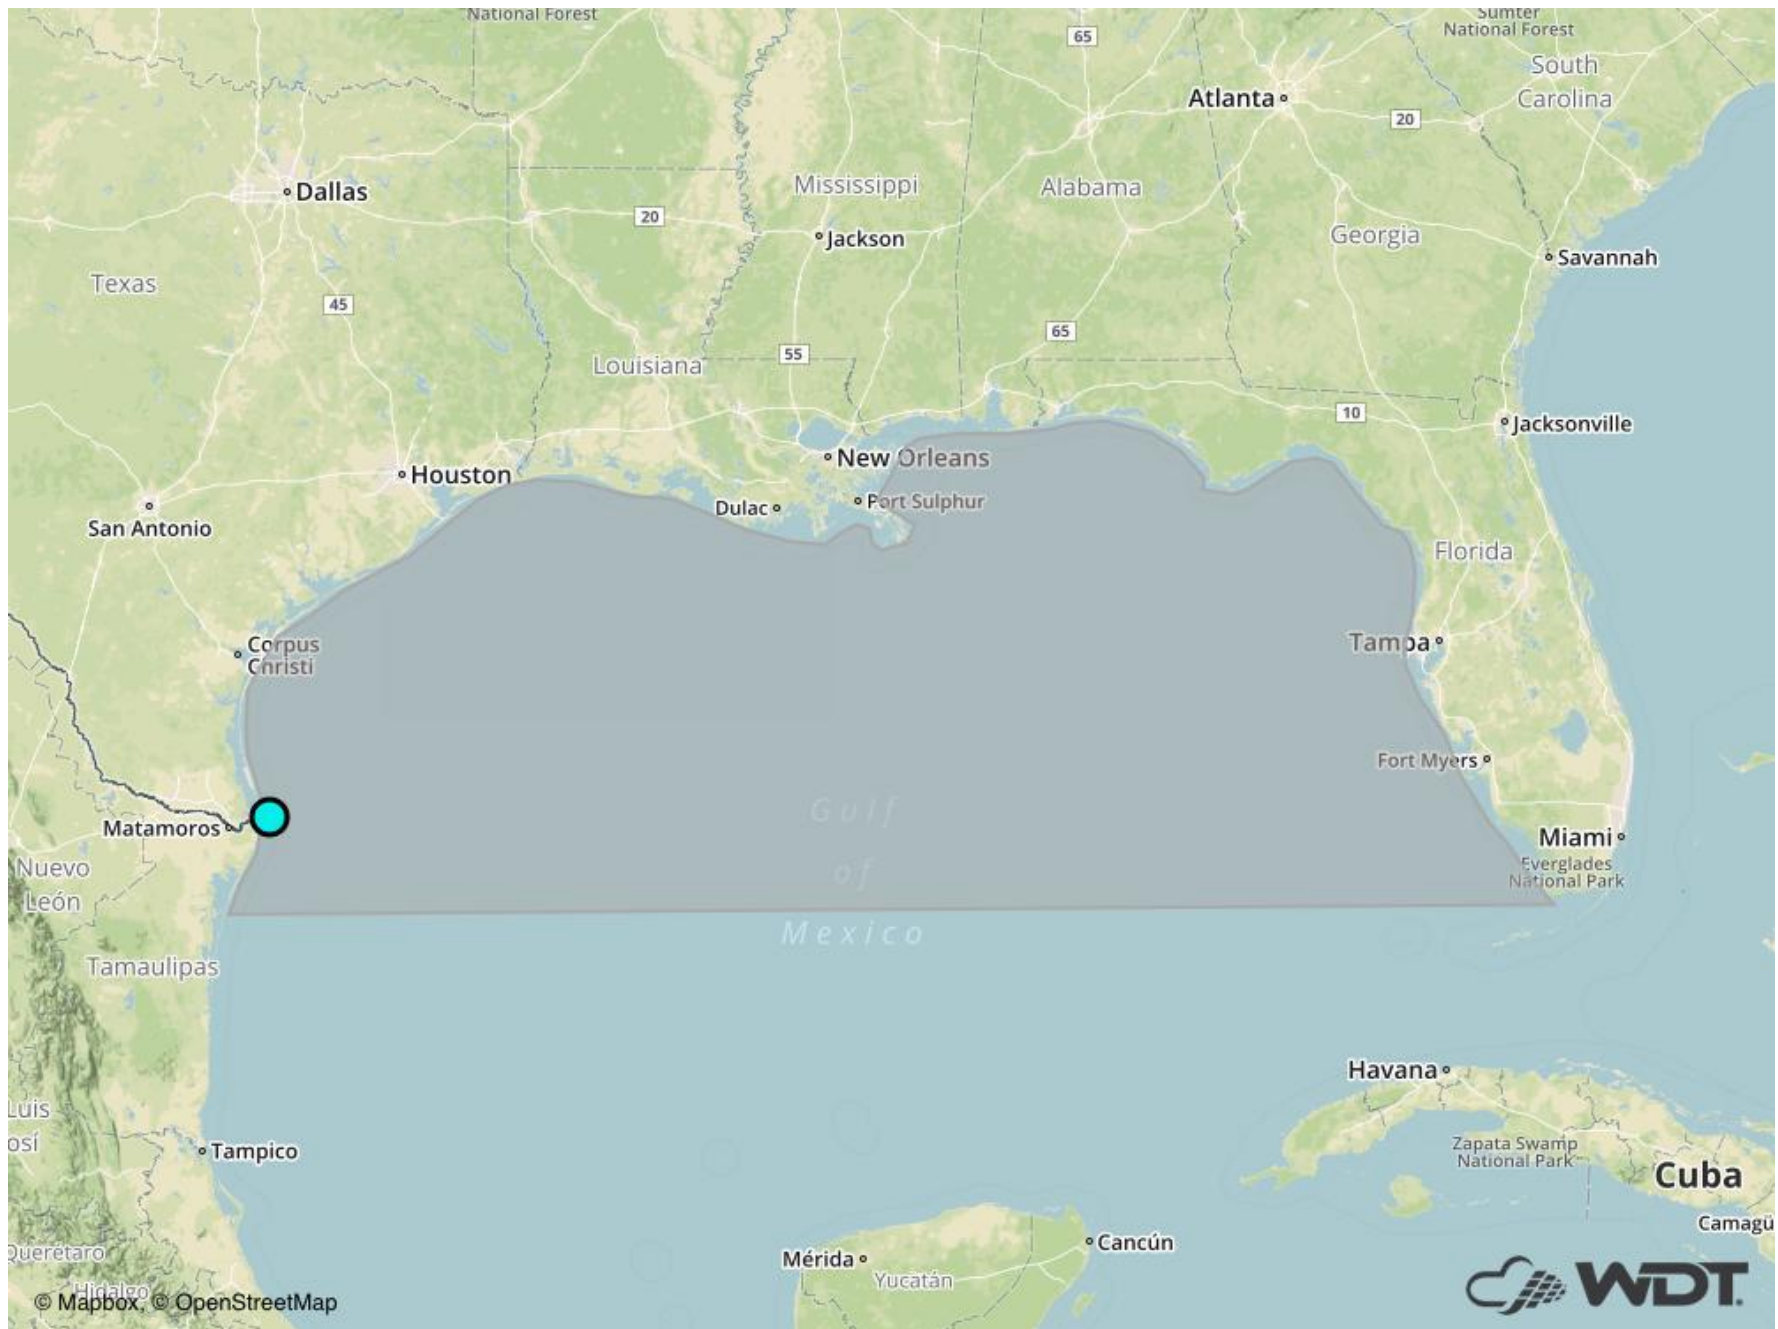 National Forest
Sumter
National Forest
65
South
Carolina
Atlanta
20
Dallas
Mississippi
Alabama
20
Jackson
Georgia
Savannah
Texas
45
65
55
Louisiana
10
Jacksonville
New Orleans
Houston
Port Sulphur
Dulac
San Antonio
Florida
Corpus
Christi
Tampa
Fort Myers
Gulf
of
Mexico
Matamoros
Miami
Everglades
National Park
Nuevo
León
Tamaulipas
Havana
Luis
osí
Tampico
Zapata Swamp
National Park
Cuba
Camagü
Cancún
Mérida
Yucatán
Querétaro
Hidalgo
© Mapbox, © OpenStreetMap
WDT